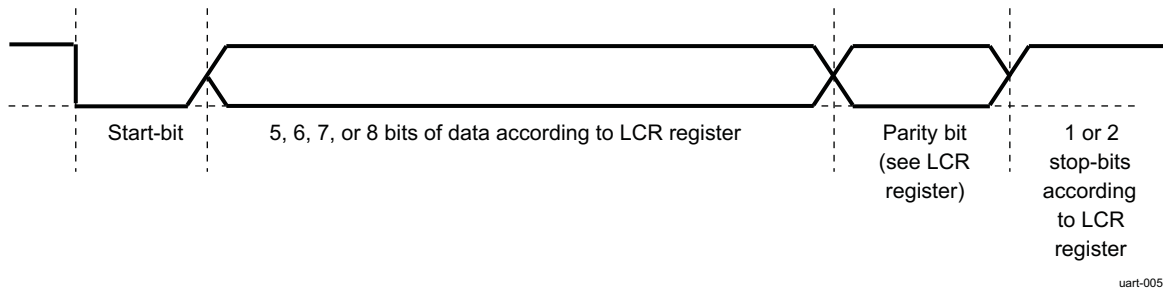 Start-bit
5, 6, 7, or 8 bits of data according to LCR register
Parity bit
(see LCR
register)
1 or 2
stop-bits
according
to LCR
register
uart-005